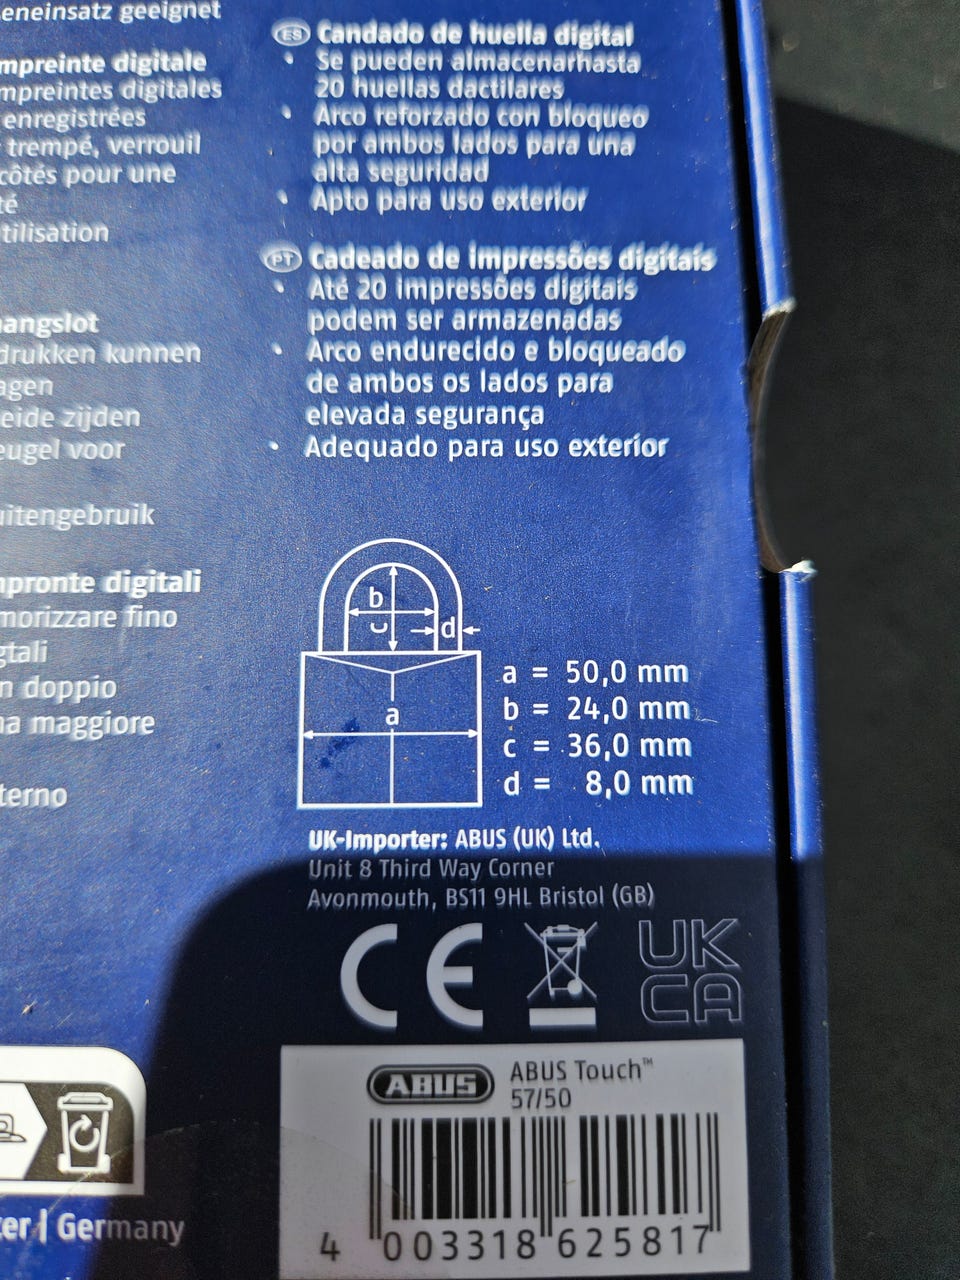 eneinsatz geeignet
mpreinte digitale
mpreintes digitales
enregistrées
trempé, verrouil
côtés pour une
té
tilisation
angslot
drukken kunnen
agen
eide zijden
eugel voor
uitengebruik
mpronte digitali
morizzare fino
gtali
n doppio
na maggiore
terno
ES Candado de huella digital
• Se pueden almacenarhasta
20 huellas dactilares
• Arco reforzado con bloqueo
por ambos lados para una
alta seguridad
• Apto para uso exterior
PT Cadeado de impressões digitais
• Até 20 impressões digitais
podem ser armazenadas
• Arco endurecido e bloqueado
de ambos os lados para
elevada segurança
• Adequado para uso exterior
b
c
d
a
a = 50,0 mm
b = 24,0 mm
c = 36,0 mm
d = 8,0 mm
UK-Importer: ABUS (UK) Ltd.
Unit 8 Third Way Corner
Avonmouth, BS11 9HL Bristol (GB)
CE
UK
CA
ABUS
ABUS Touch™
57/50
4 003318 625817
ter | Germany